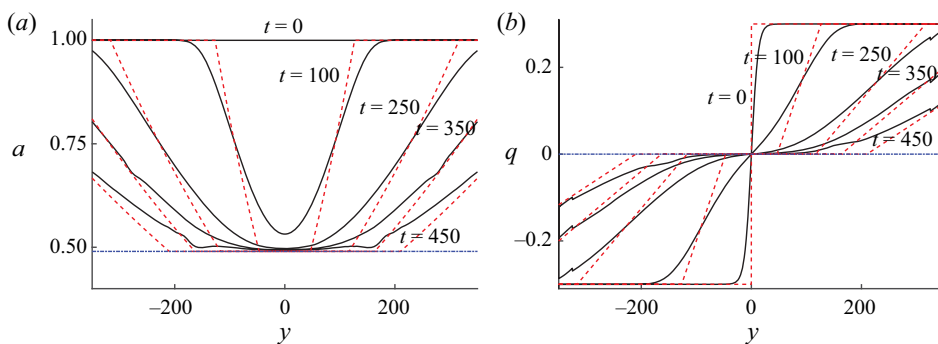 (a)
1.00
0.75
0.50
a
t = 0
t = 100
t = 250
t = 350
t = 450
–200
0
200
y
(b)
0.2
0
–0.2
q
t = 0
t = 100
t = 250
t = 350
t = 450
–200
0
200
y